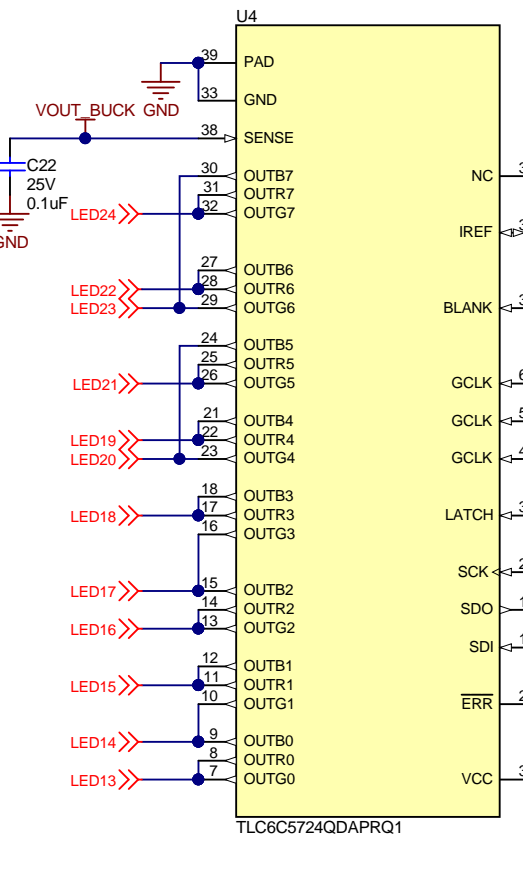 U4
39 PAD
33 GND
VOUT_BUCK GND
38 SENSE
C22
25V
0.1uF
GND
30 OUTB7 NC
31 OUTR7
LED24 32 OUTG7
IREF
27 OUTB6
LED22 28 OUTR6
LED23 29 OUTG6 BLANK
24 OUTB5
25 OUTR5
LED21 26 OUTG5 GCLK
21 OUTB4 GCLK
LED19 22 OUTR4
LED20 23 OUTG4 GCLK
18 OUTB3
LED18 17 OUTR3 LATCH
16 OUTG3
SCK
LED17 15 OUTB2
14 OUTR2 SDO
LED16 13 OUTG2
SDI
12 OUTB1
LED15 11 OUTR1
10 OUTG1 ERR
LED14 9 OUTB0
8 OUTR0
LED13 7 OUTG0 VCC
TLC6C5724QDAPRQ1